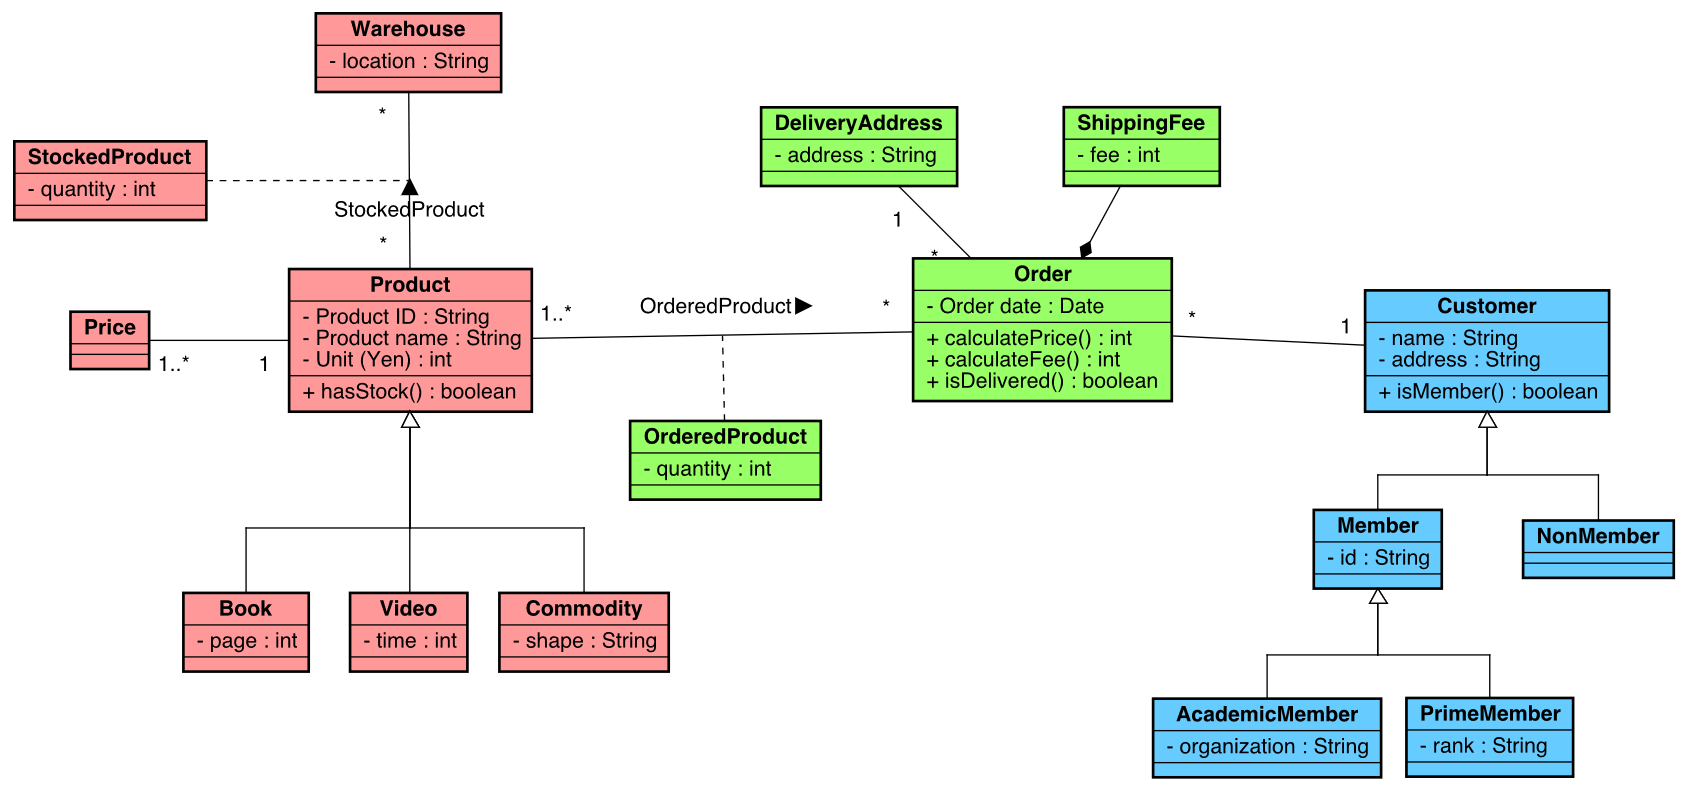 Warehouse
- location : String
*
StockedProduct
- quantity : int
StockedProduct
*
DeliveryAddress
- address : String
1
*
ShippingFee
- fee : int
Price
1..*
1
Product
- Product ID : String
- Product name : String
- Unit (Yen) : int
+ hasStock() : boolean
1..*
OrderedProduct
*
OrderedProduct
- quantity : int
Order
- Order date : Date
+ calculatePrice() : int
+ calculateFee() : int
+ isDelivered() : boolean
*
1
Customer
- name : String
- address : String
+ isMember() : boolean
Member
- id : String
NonMember
Book
- page : int
Video
- time : int
Commodity
- shape : String
AcademicMember
- organization : String
PrimeMember
- rank : String